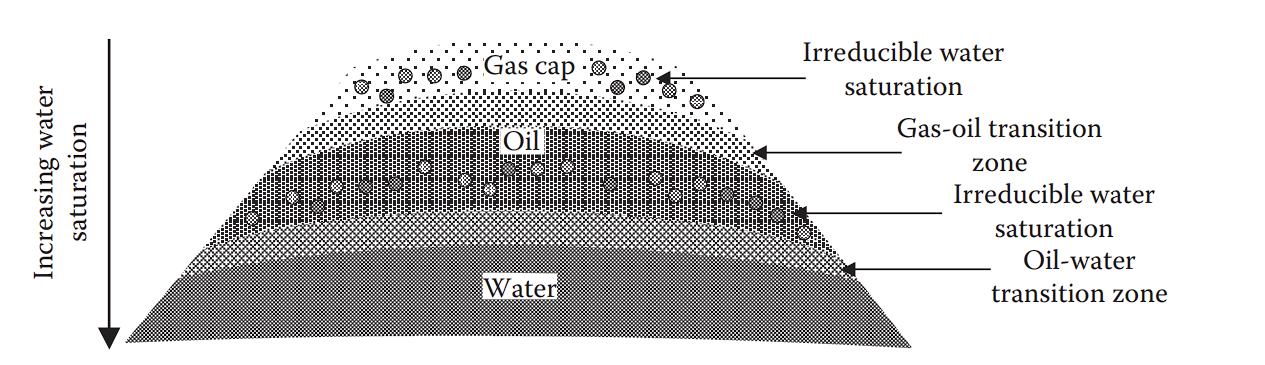 Increasing water
saturation
Gas cap
Oil
Water
Irreducible water
saturation
Gas-oil transition
zone
Irreducible water
saturation
Oil-water
transition zone